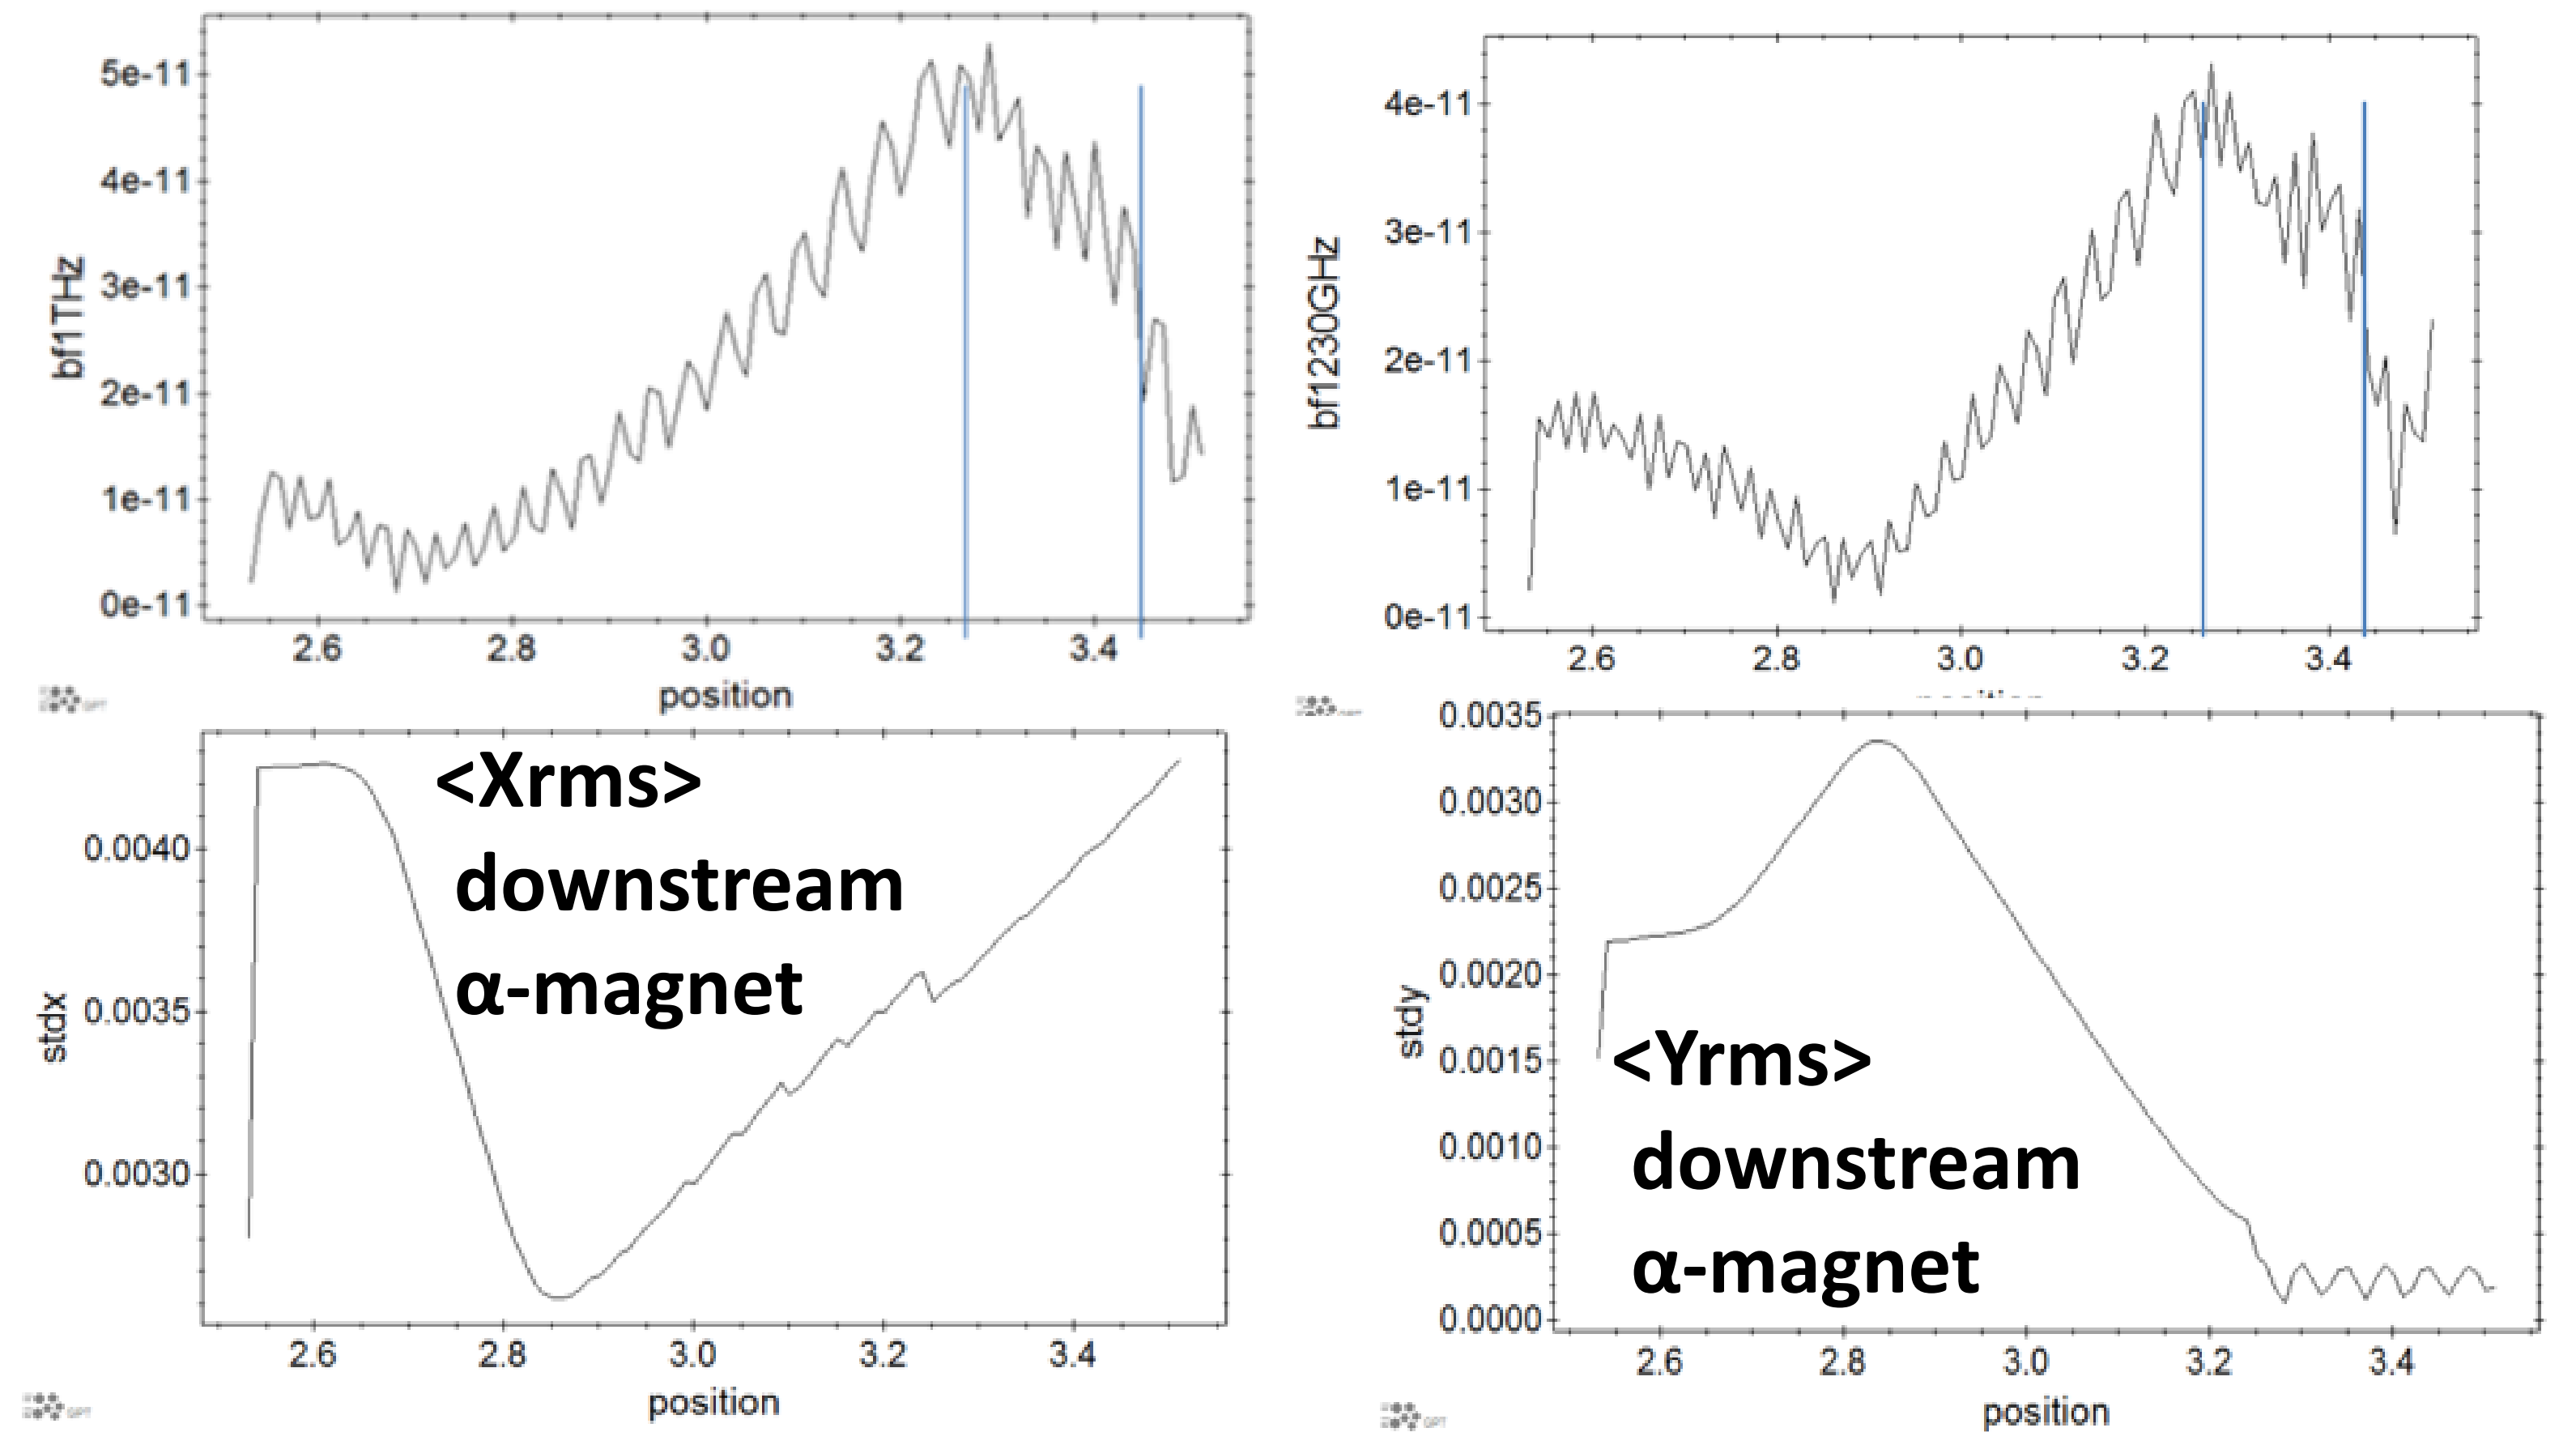 5e-11
4e-11
3e-11
2e-11
1e-11
0e-11
bf1THz
2.6 2.8 3.0 3.2 3.4
position
GPT
4e-11
3e-11
2e-11
1e-11
0e-11
bf1230GHz
2.6 2.8 3.0 3.2 3.4
GPT
<Xrms>
downstream
α-magnet
0.0040
0.0035
0.0030
stdx
2.6 2.8 3.0 3.2 3.4
position
GPT
0.0035
0.0030
0.0025
0.0020
0.0015
0.0010
0.0005
0.0000
stdy
<Yrms>
downstream
α-magnet
2.6 2.8 3.0 3.2 3.4
position
GPT